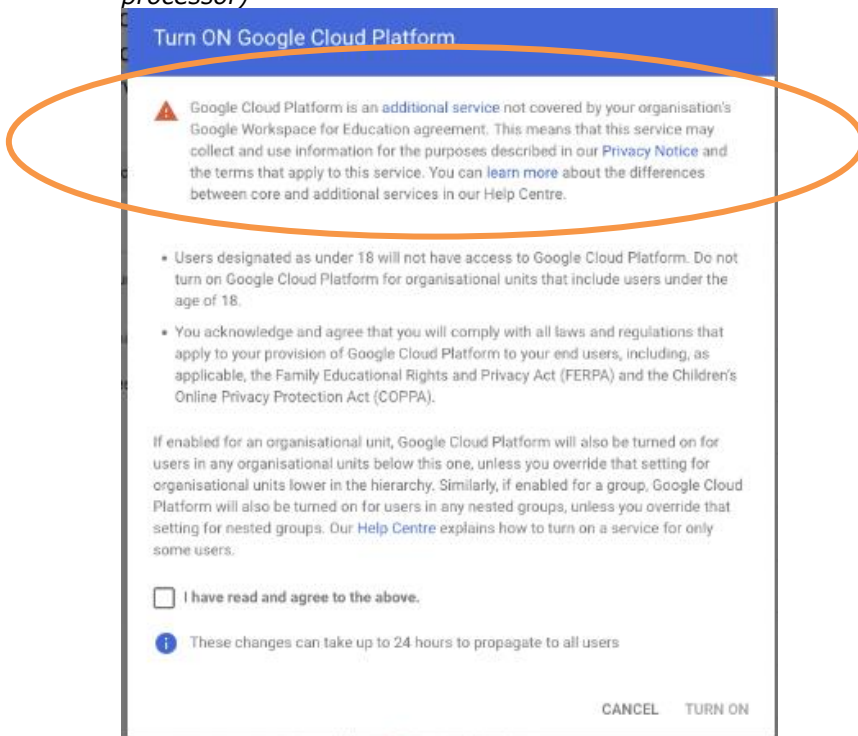 processor)
Turn ON Google Cloud Platform
Google Cloud Platform is an additional service not covered by your organisation's
Google Workspace for Education agreement. This means that this service may
collect and use information for the purposes described in our Privacy Notice and
the terms that apply to this service. You can learn more about the differences
between core and additional services in our Help Centre.
• Users designated as under 18 will not have access to Google Cloud Platform. Do not
turn on Google Cloud Platform for organisational units that include users under the
age of 18.
• You acknowledge and agree that you will comply with all laws and regulations that
apply to your provision of Google Cloud Platform to your end users, including, as
applicable, the Family Educational Rights and Privacy Act (FERPA) and the Children's
Online Privacy Protection Act (COPPA).
If enabled for an organisational unit, Google Cloud Platform will also be turned on for
users in any organisational units below this one, unless you override that setting for
organisational units lower in the hierarchy. Similarly, if enabled for a group, Google Cloud
Platform will also be turned on for users in any nested groups, unless you override that
setting for nested groups. Our Help Centre explains how to turn on a service for only
some users.
I have read and agree to the above.
These changes can take up to 24 hours to propagate to all users
CANCEL TURN ON